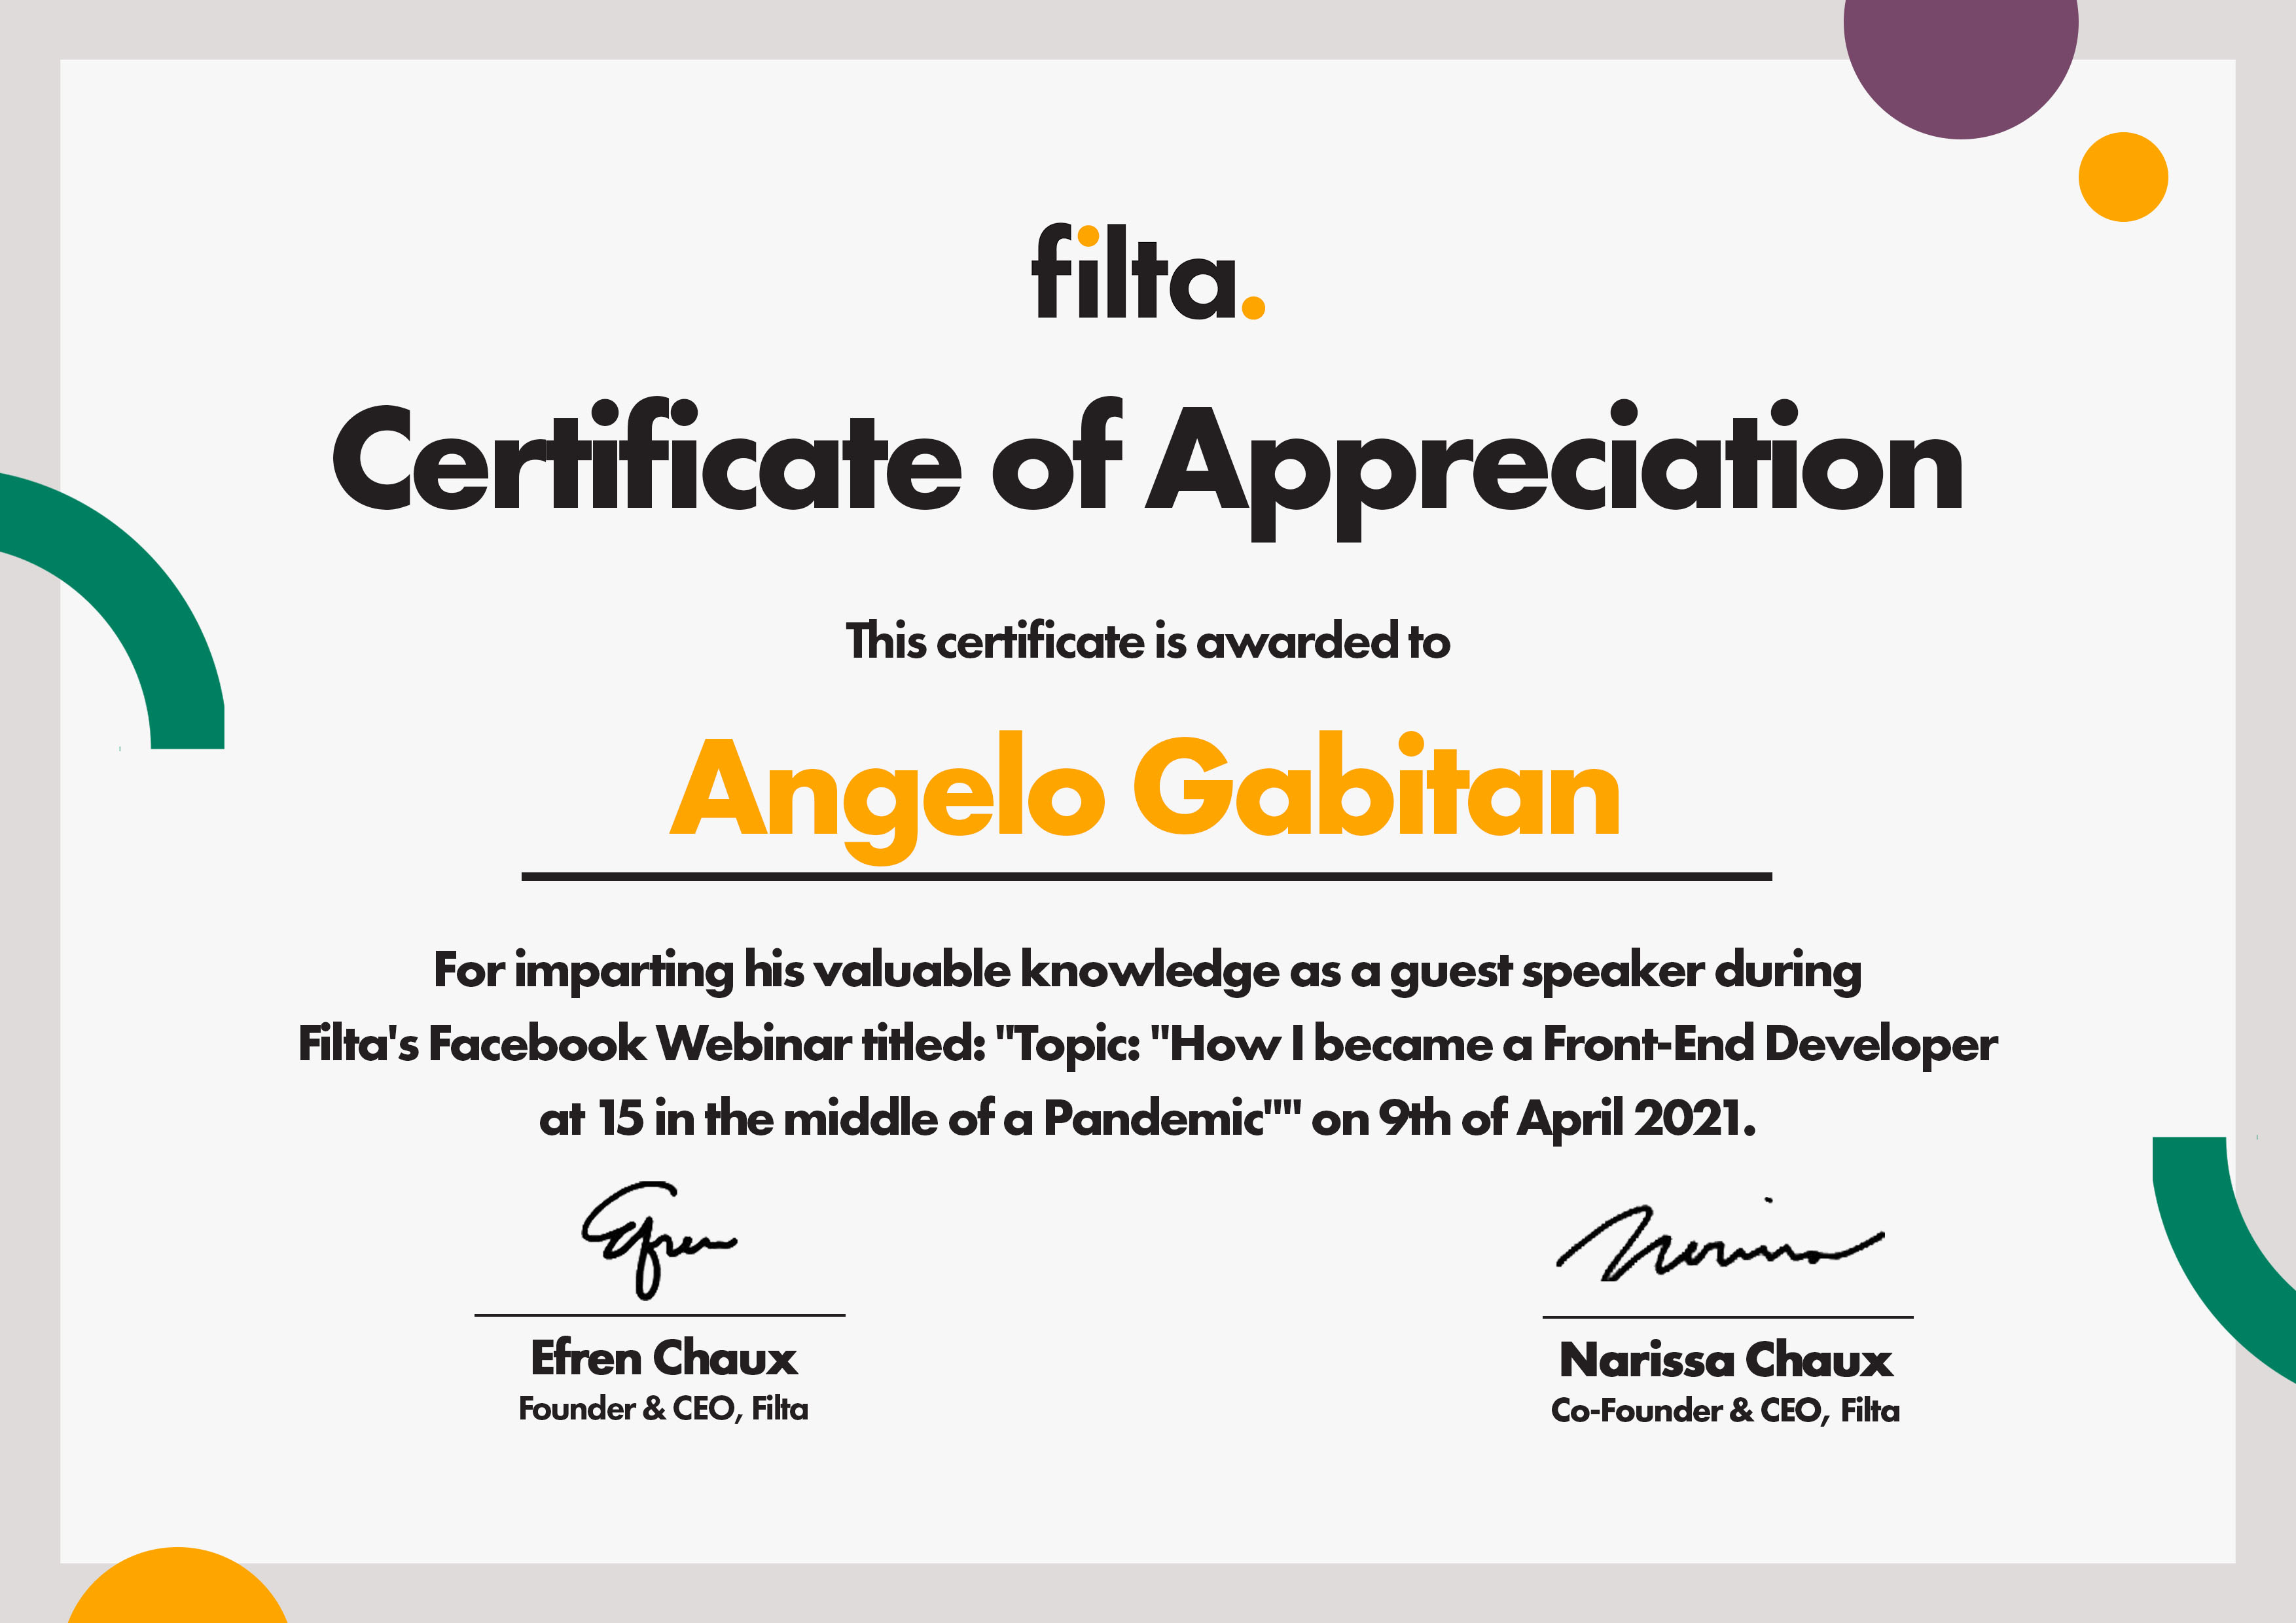 filta.
Certificate of Appreciation
This certificate is awarded to
Angelo Gabitan
For imparting his valuable knowledge as a guest speaker during
Filta's Facebook Webinar titled: "Topic: "How I became a Front-End Developer
at 15 in the middle of a Pandemic"" on 9th of April 2021.
Efren
Narissa
Efren Chaux
Founder & CEO, Filta
Narissa Chaux
Co-Founder & CEO, Filta